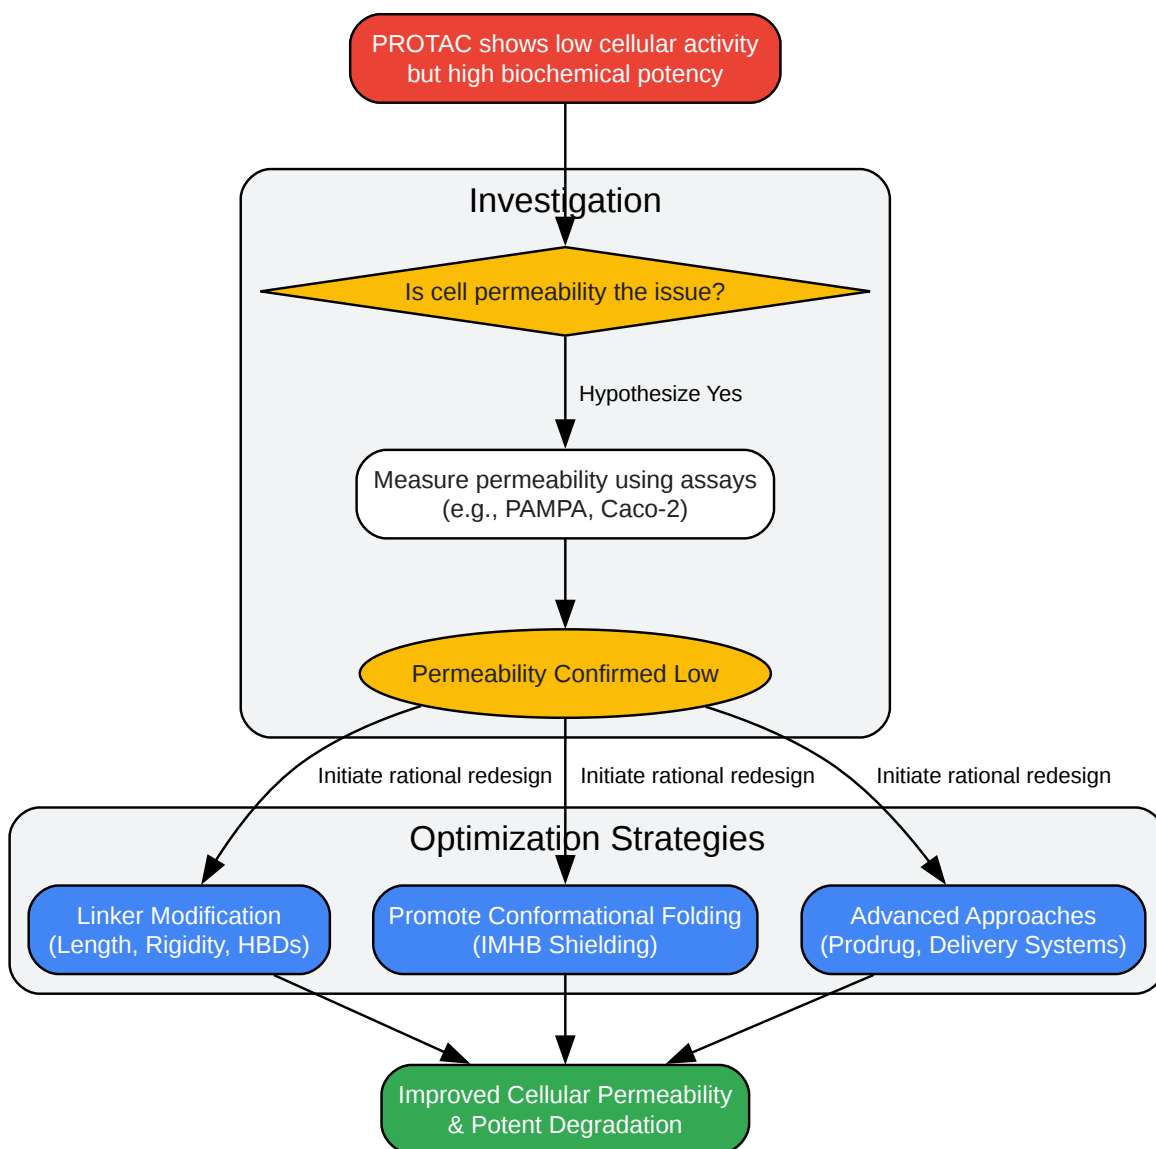 PROTAC shows low cellular activity
but high biochemical potency
Investigation
Is cell permeability the issue?
Hypothesize Yes
Measure permeability using assays
(e.g., PAMPA, Caco-2)
Permeability Confirmed Low
Initiate rational redesign
Initiate rational redesign
Initiate rational redesign
Optimization Strategies
Linker Modification
(Length, Rigidity, HBDs)
Promote Conformational Folding
(IMHB Shielding)
Advanced Approaches
(Prodrug, Delivery Systems)
Improved Cellular Permeability
& Potent Degradation